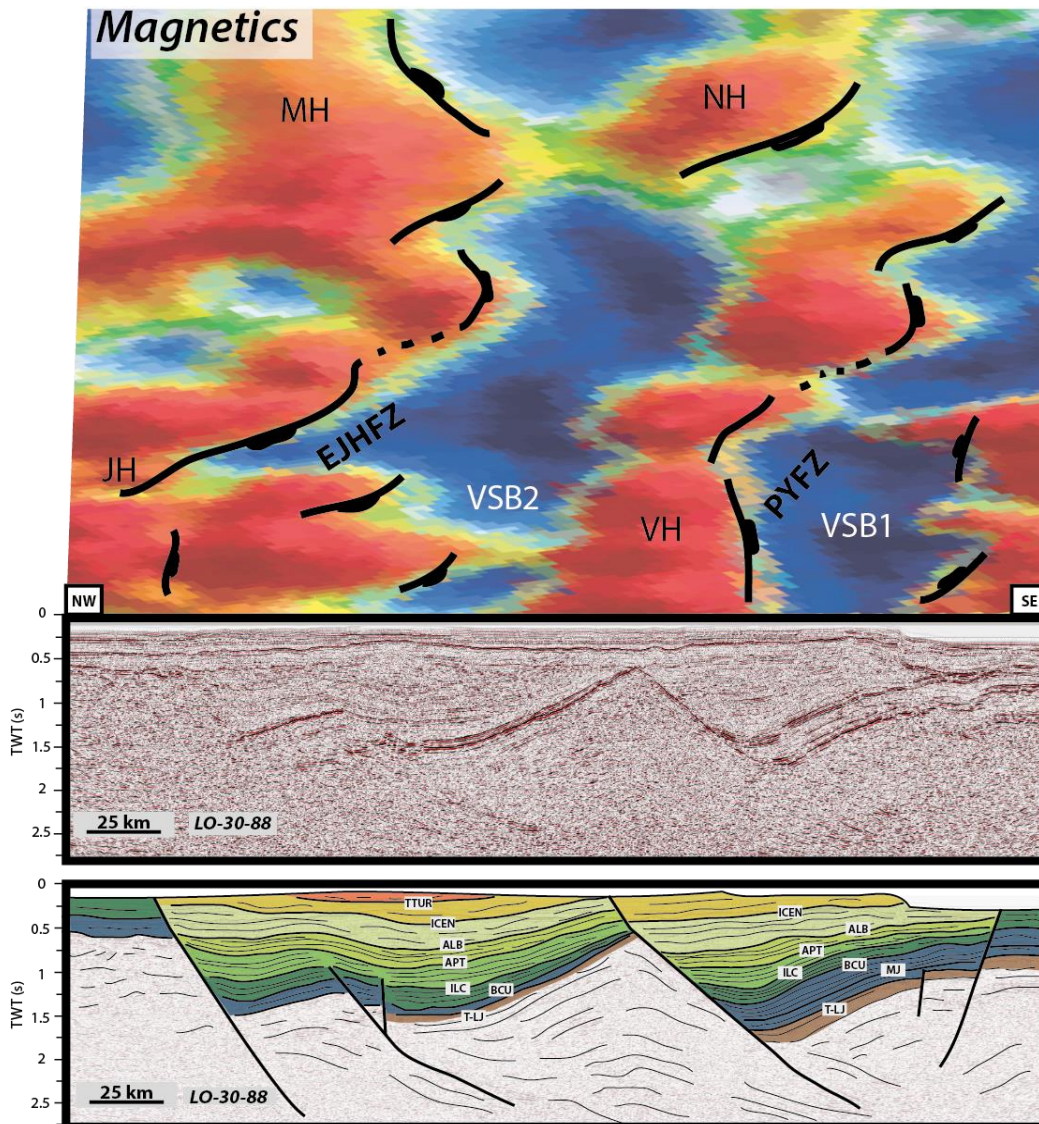 Magnetics
MH
NH
JH
EJHFZ
VSB2
VH
PYFZ
VSB1
NW
SE
0
0.5
1
1.5
2
2.5
TWT (s)
25 km
LO-30-88
0
0.5
1
1.5
2
2.5
TWT (s)
TTUR
ICEN
ICEN
ALB
ALB
APT
APT
ILC
BCU
ILC
BCU
MJ
T-LJ
T-LJ
25 km
LO-30-88